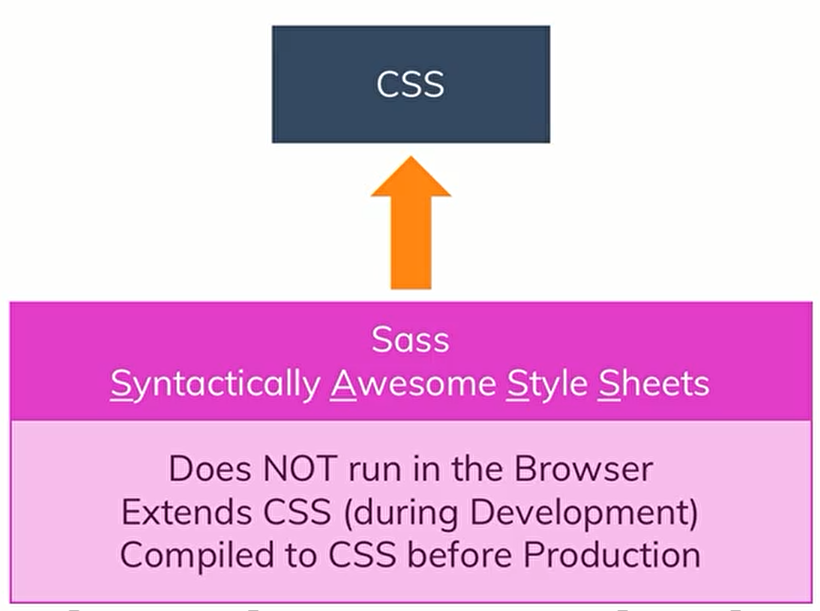 CSS
Sass
Syntactically Awesome Style Sheets
Does NOT run in the Browser
Extends CSS (during Development)
Compiled to CSS before Production